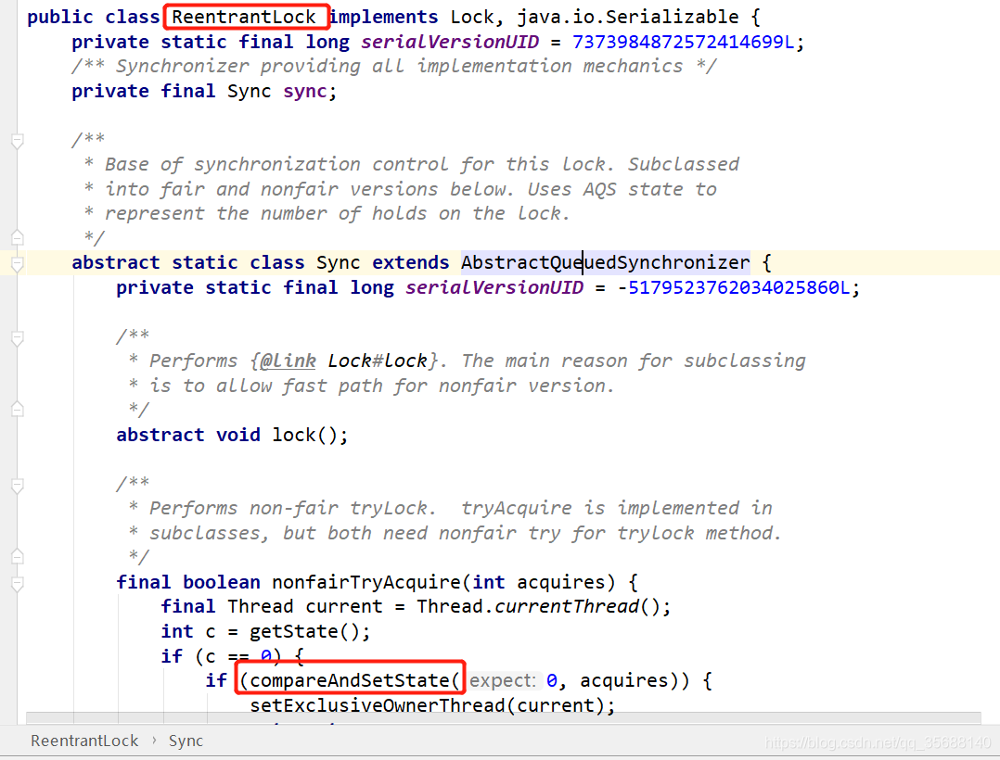 public class ReentrantLock implements Lock, java.io.Serializable {
private static final long serialVersionUID = 7373984872572414699L;
/** Synchronizer providing all implementation mechanics */
private final Sync sync;
/**
* Base of synchronization control for this lock. Subclassed
* into fair and nonfair versions below. Uses AQS state to
* represent the number of holds on the lock.
*/
abstract static class Sync extends AbstractQueuedSynchronizer {
private static final long serialVersionUID = -5179523762034025860L;
/**
* Performs {@link Lock#lock}. The main reason for subclassing
* is to allow fast path for nonfair version.
*/
abstract void lock();
/**
* Performs non-fair tryLock.  tryAcquire is implemented in
* subclasses, but both need nonfair try for trylock method.
*/
final boolean nonfairTryAcquire(int acquires) {
final Thread current = Thread.currentThread();
int c = getState();
if (c == 0) {
if (compareAndSetState( expect: 0, acquires)) {
setExclusiveOwnerThread(current);
ReentrantLock › Sync
https://blog.csdn.net/qq_35688140